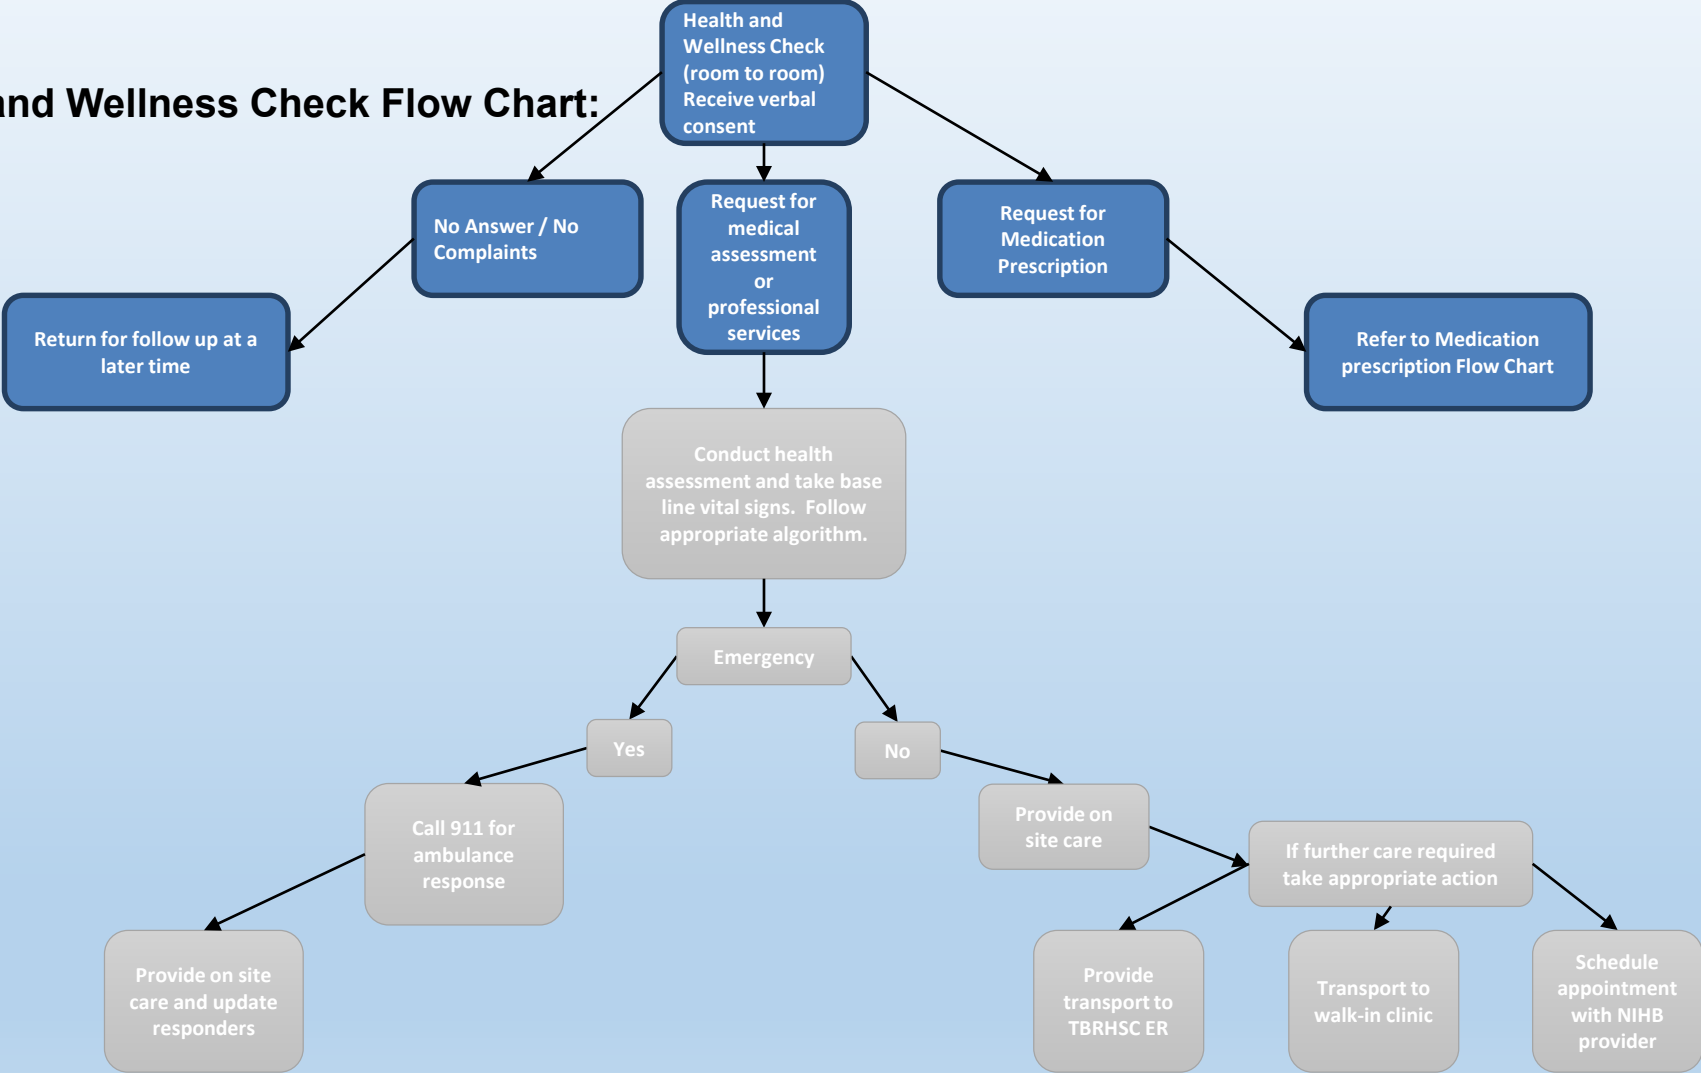 Health and
Wellness Check
(room to room)
Receive verbal
consent
and Wellness Check Flow Chart:
No Answer / No
Complaints
Request for
medical
assessment
or
professional
services
Request for
Medication
Prescription
Return for follow up at a
later time
Refer to Medication
prescription Flow Chart
Conduct health
assessment and take base
line vital signs.  Follow
appropriate algorithm.
Emergency
Yes
No
Call 911 for
ambulance
response
Provide on
site care
If further care required
take appropriate action
Provide on site
care and update
responders
Provide
transport to
TBRHSC ER
Transport to
walk-in clinic
Schedule
appointment
with NIHB
provider